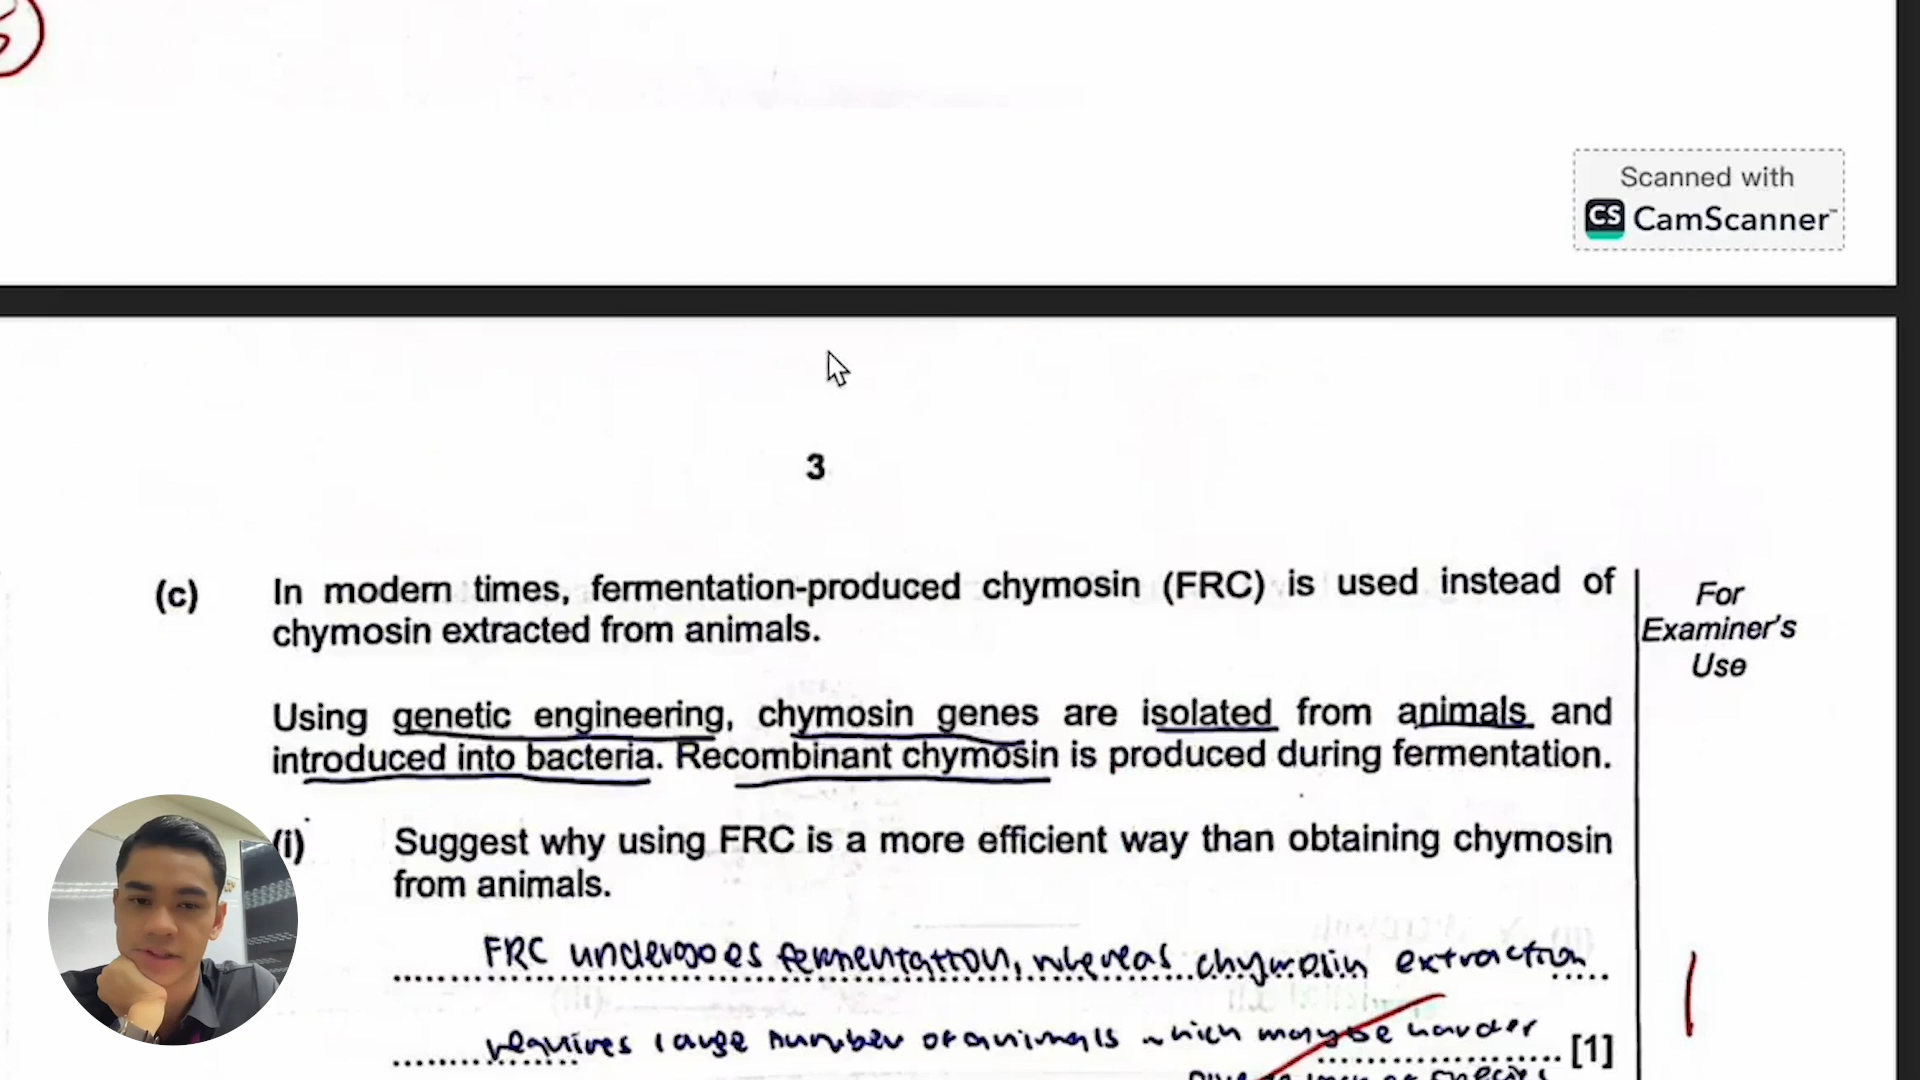 Scanned with
CS CamScanner
3
(c) In modern times, fermentation-produced chymosin (FRC) is used instead of
chymosin extracted from animals.
For
Examiner's
Use
Using genetic engineering, chymosin genes are isolated from animals and
introduced into bacteria. Recombinant chymosin is produced during fermentation.
(i) Suggest why using FRC is a more efficient way than obtaining chymosin
from animals.
FRC undergoes fermentation, whereas chymosin extraction
requires large number of animals which may be harder
[1]
species